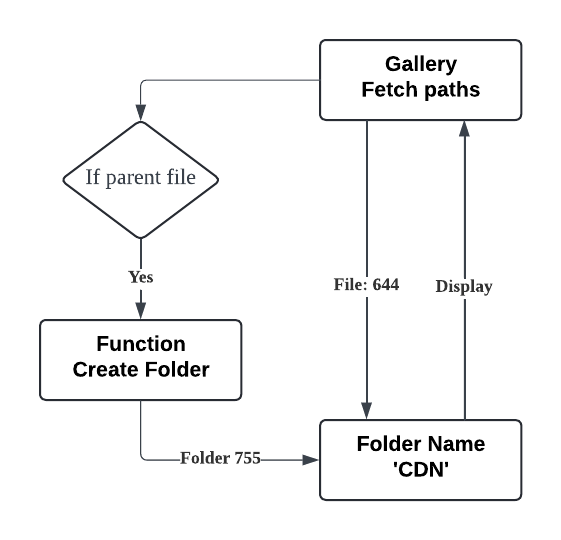 Gallery
Fetch paths
If parent file
Yes
File: 644
Display
Function
Create Folder
Folder Name
'CDN'
Folder 755